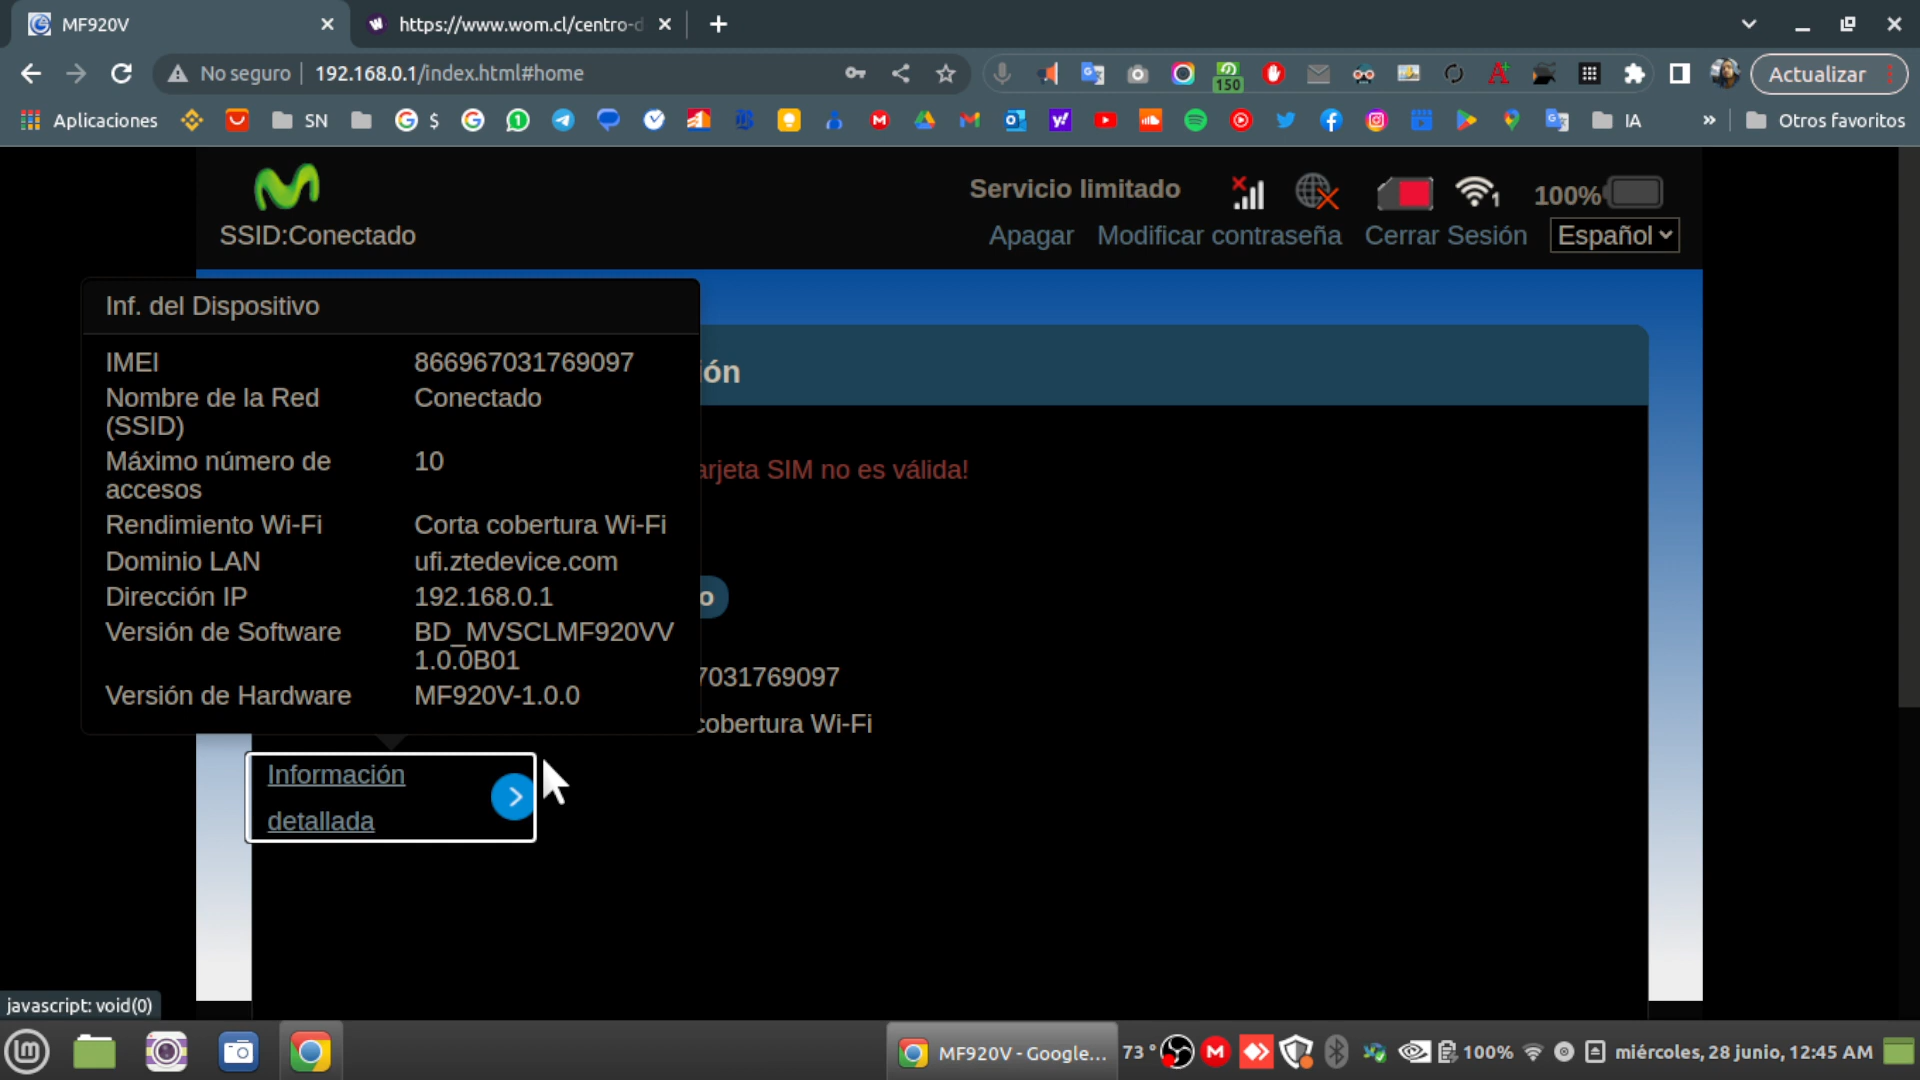 MF920V
https://www.wom.cl/centro-d
No seguro
192.168.0.1/index.html#home
150
Actualizar
Aplicaciones
SN
$
IA
»
Otros favoritos
SSID:Conectado
Servicio limitado
1
100%
Apagar
Modificar contraseña
Cerrar Sesión
Español
Inf. del Dispositivo
IMEI 866967031769097
Nombre de la Red Conectado
(SSID)
Máximo número de 10
accesos
Rendimiento Wi-Fi Corta cobertura Wi-Fi
Dominio LAN ufi.ztedevice.com
Dirección IP 192.168.0.1
Versión de Software BD_MVSCLMF920VV
1.0.0B01
Versión de Hardware MF920V-1.0.0
ión
arjeta SIM no es válida!
o
7031769097
cobertura Wi-Fi
Información
detallada
javascript: void(0)
MF920V - Google...
73 °
100%
miércoles, 28 junio, 12:45 AM